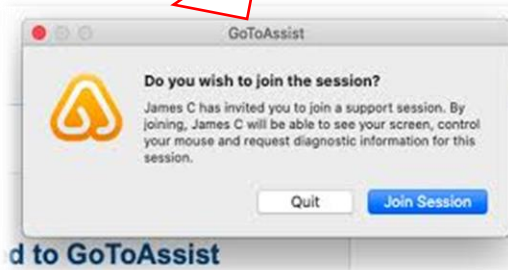 GoToAssist
Do you wish to join the session?
James C has invited you to join a support session. By
joining, James C will be able to see your screen, control
your mouse and request diagnostic information for this
session.
Quit
Join Session
d to GoToAssist